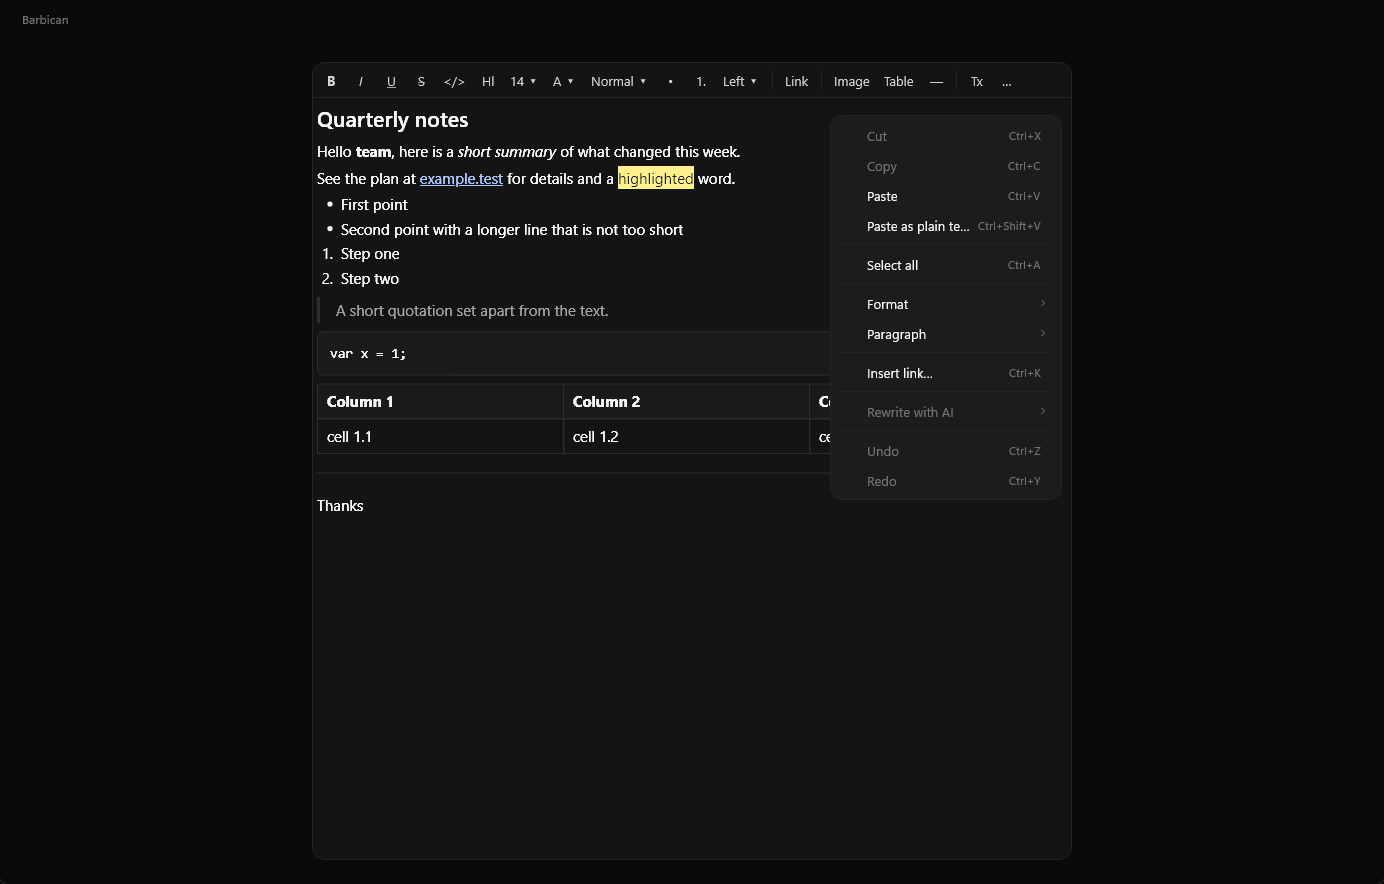 Barbican
B I U S </> Hl 14 ▾ A ▾ Normal ▾ • 1. Left ▾ Link Image Table — Tx ...
Quarterly notes
Hello team, here is a short summary of what changed this week.
See the plan at example.test for details and a highlighted word.
• First point
• Second point with a longer line that is not too short
1. Step one
2. Step two
A short quotation set apart from the text.
var x = 1;
Column 1 Column 2
cell 1.1 cell 1.2
Thanks
Cut Ctrl+X
Copy Ctrl+C
Paste Ctrl+V
Paste as plain te... Ctrl+Shift+V
Select all Ctrl+A
Format ›
Paragraph ›
Insert link... Ctrl+K
Rewrite with AI ›
Undo Ctrl+Z
Redo Ctrl+Y